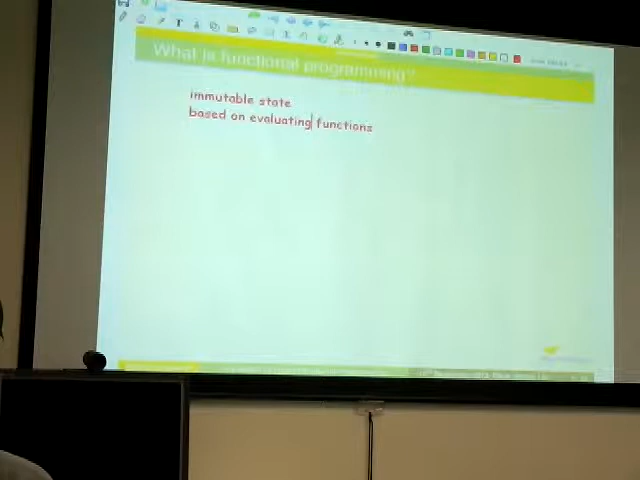 What is functional programming?
immutable state
based on evaluating functions